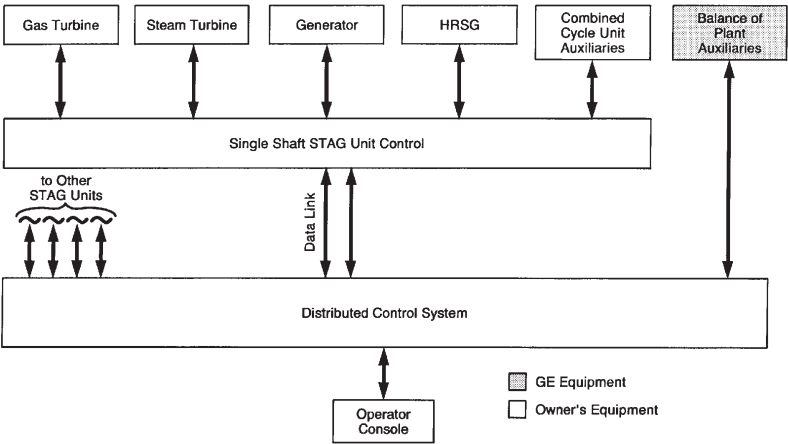 Gas Turbine
Steam Turbine
Generator
HRSG
Combined
Cycle Unit
Auxiliaries
Balance of
Plant
Auxiliaries
Single Shaft STAG Unit Control
to Other
STAG Units
Data Link
Distributed Control System
Operator
Console
GE Equipment
Owner's Equipment